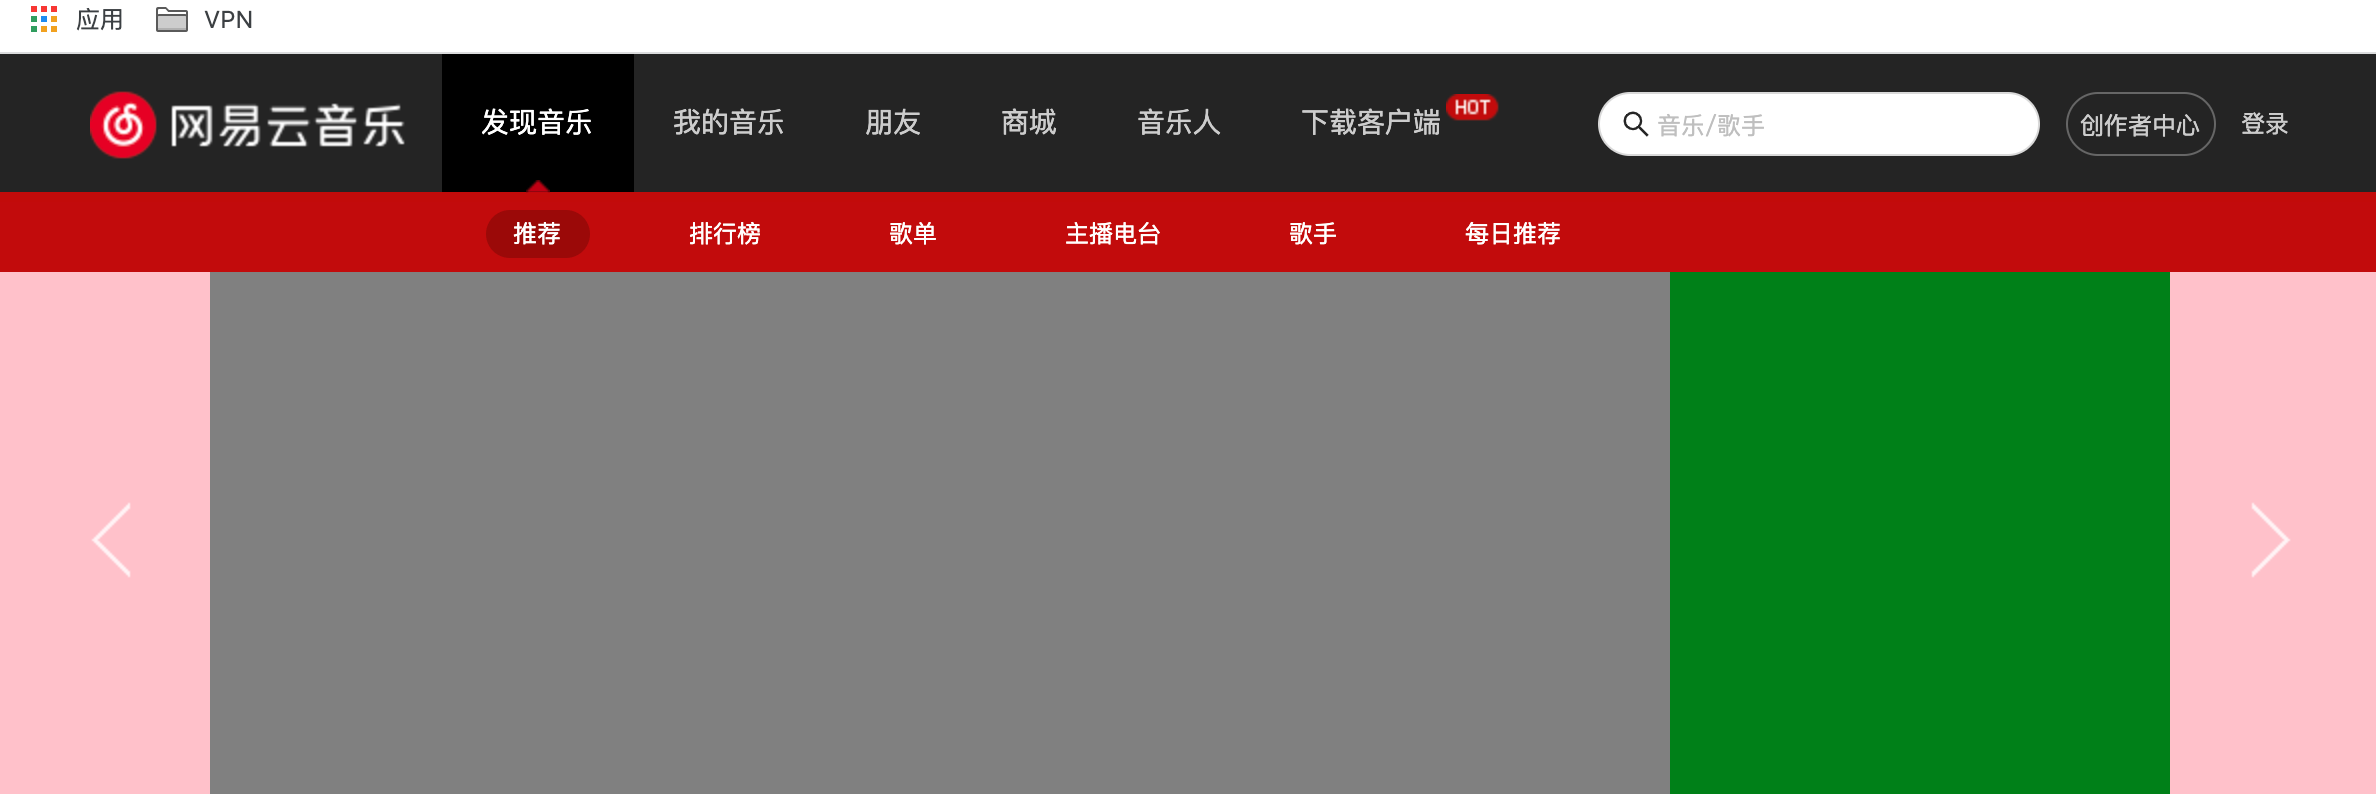 应用 VPN
网易云音乐 发现音乐 我的音乐 朋友 商城 音乐人 下载客户端 HOT 音乐/歌手 创作者中心 登录
推荐 排行榜 歌单 主播电台 歌手 每日推荐